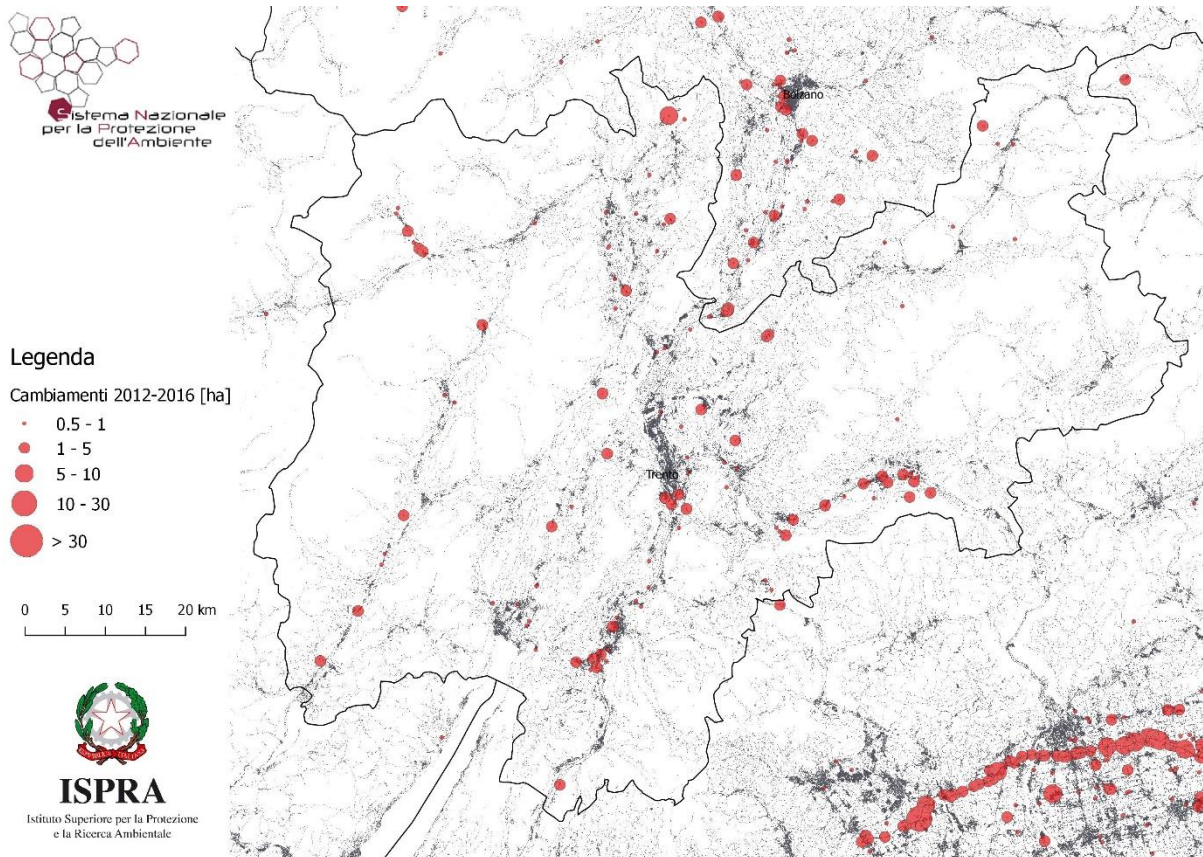 Sistema Nazionale
per la Protezione
dell'Ambiente
Bolzano
Trento
Legenda
Cambiamenti 2012-2016 [ha]
0.5 - 1
1 - 5
5 - 10
10 - 30
> 30
0 5 10 15 20 km
ISPRA
Istituto Superiore per la Protezione
e la Ricerca Ambientale